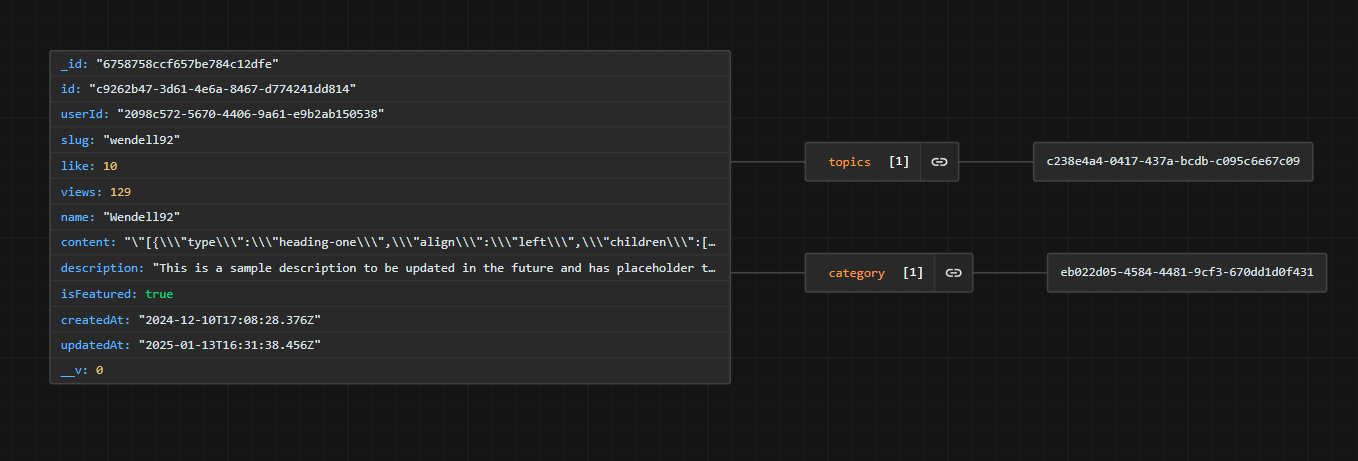 _id: "6758758ccf657be784c12dfe"
id: "c9262b47-3d61-4e6a-8467-d774241dd814"
userId: "2098c572-5670-4406-9a61-e9b2ab150538"
slug: "wendell92"
like: 10
views: 129
name: "Wendell92"
content: "\"[{\\\"type\\\":\\\"heading-one\\\",\\\"align\\\":\\\"left\\\",\\\"children\\\":[…
description: "This is a sample description to be updated in the future and has placeholder t…
isFeatured: true
createdAt: "2024-12-10T17:08:28.376Z"
updatedAt: "2025-01-13T16:31:38.456Z"
__v: 0
topics [1]
c238e4a4-0417-437a-bcdb-c095c6e67c09
category [1]
eb022d05-4584-4481-9cf3-670dd1d0f431